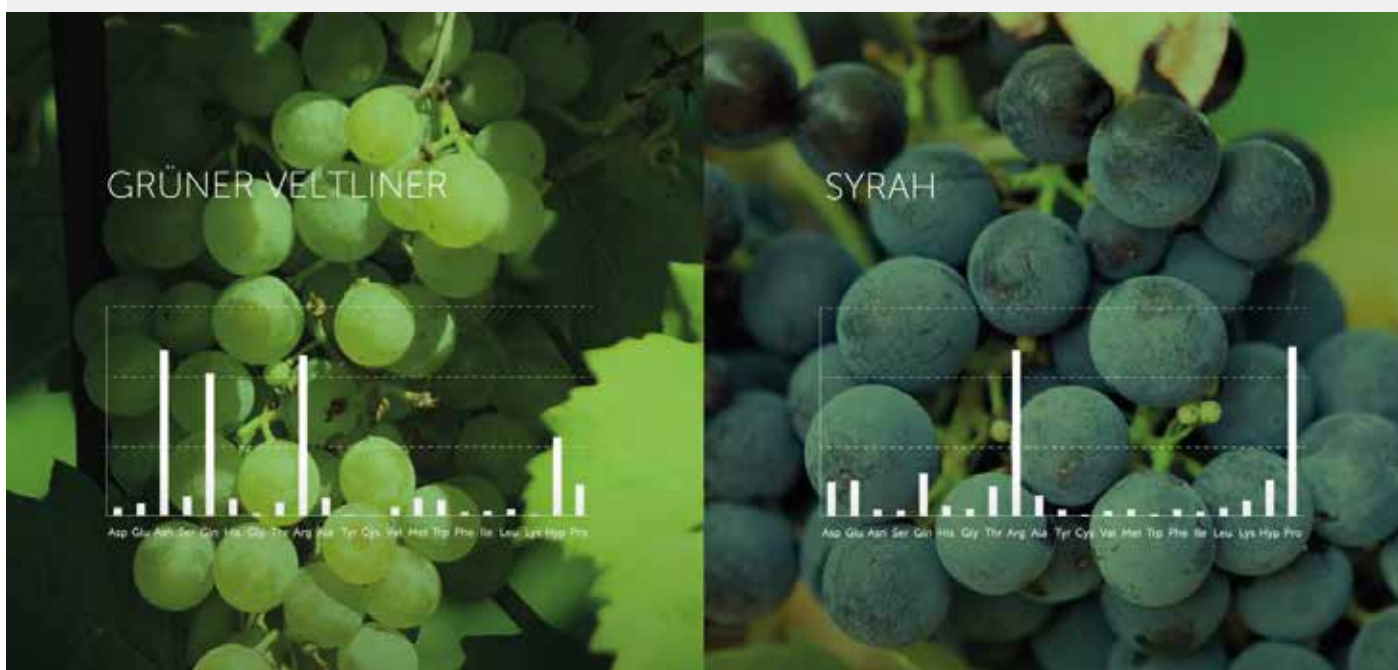 GRÜNER VELTLINER
Asp Glu Asn Ser Gln His Gly Thr Arg Ala Tyr Cys Val Met Trp Phe Ile Leu Lys Hyp Pro
SYRAH
Asp Glu Asn Ser Gln His Gly Thr Arg Ala Tyr Cys Val Met Trp Phe Ile Leu Lys Hyp Pro